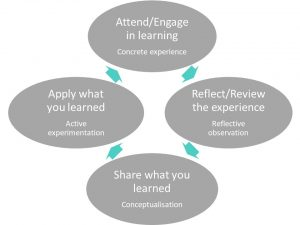 Attend/Engage
in learning
Concrete experience
Apply what
you learned
Active
experimentation
Reflect/Review
the experience
Reflective
observation
Share what you
learned
Conceptualisation